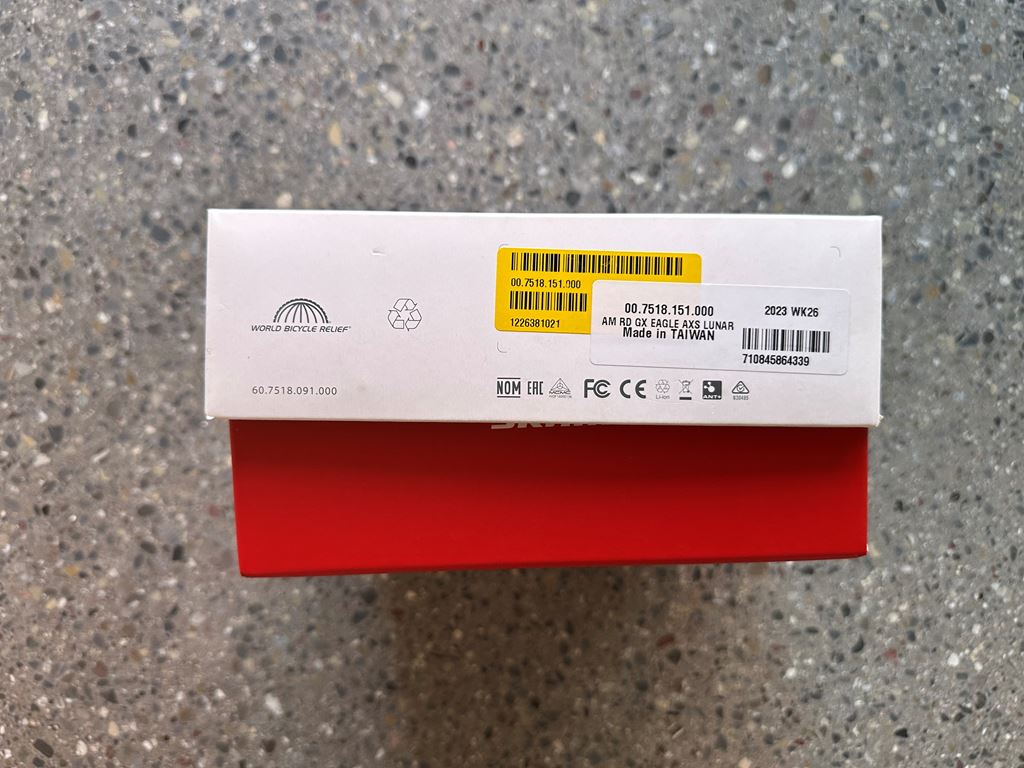 WORLD BICYCLE RELIEF®
60.7518.091.000
00.7518.151.000
1226381021
00.7518.151.000
2023 WK26
AM RD GX EAGLE AXS LUNAR
Made in TAIWAN
710845864339
NOM EAC FC CE
Li-ion
ANT+